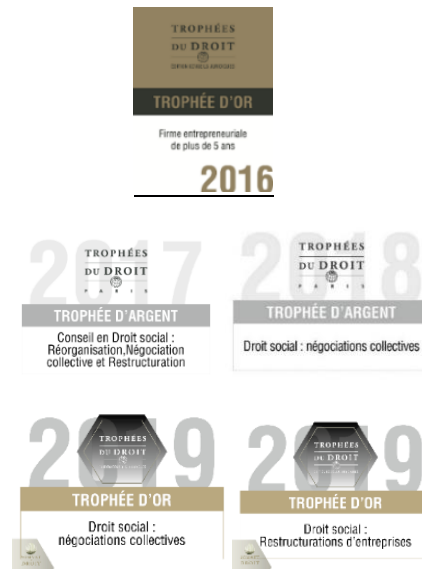 TROPHÉES
DU DROIT
TROPHÉE D'OR
Firme entrepreneuriale
de plus de 5 ans
2016
2017
TROPHÉES
DU DROIT
PARIS
TROPHÉE D'ARGENT
Conseil en Droit social :
Réorganisation,Négociation
collective et Restructuration
2018
TROPHÉES
DU DROIT
PARIS
TROPHÉE D'ARGENT
Droit social : négociations collectives
2019
TROPHÉES
DU DROIT
TROPHÉE D'OR
Droit social :
négociations collectives
2019
TROPHÉES
DU DROIT
TROPHÉE D'OR
Droit social :
Restructurations d'entreprises